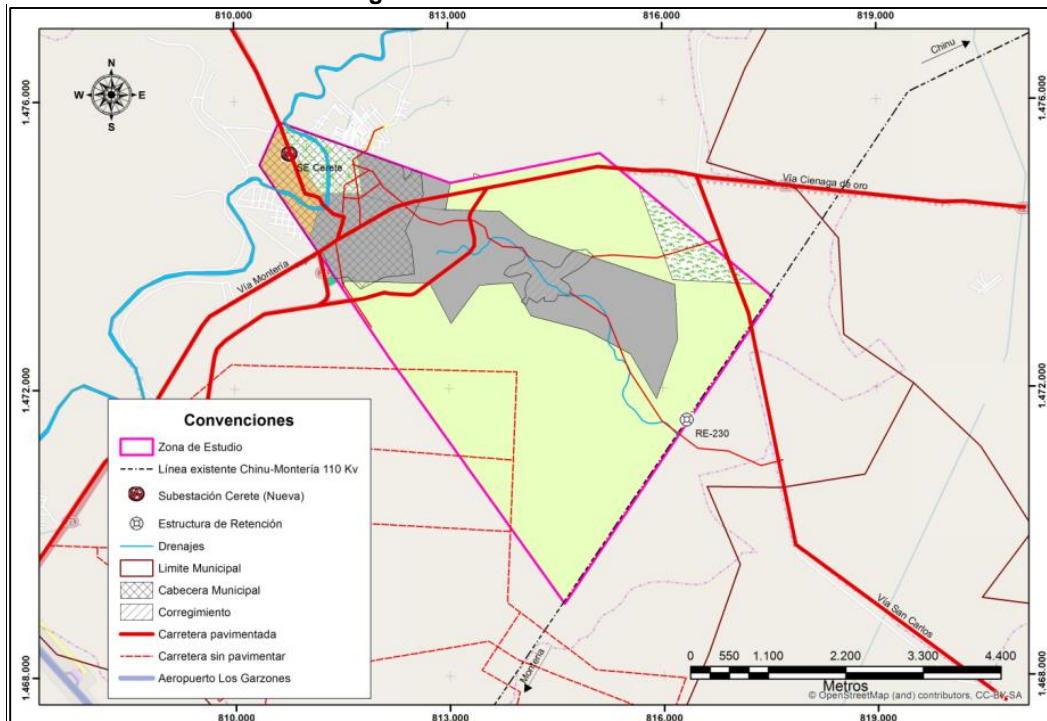 810.000 813.000 816.000 819.000
1.476.000
1.476.000
N
W E
S
Chinu
SE Cerete
Vía Cienaga de oro
Vía Montería
1.472.000
1.472.000
RE-230
Convenciones
Zona de Estudio
Línea existente Chinu-Montería 110 Kv
Subestación Cerete (Nueva)
Estructura de Retención
Drenajes
Limite Municipal
Cabecera Municipal
Corregimiento
Carretera pavimentada
Carretera sin pavimentar
Aeropuerto Los Garzones
Montería
Vía San Carlos
0 550 1.100 2.200 3.300 4.400
Metros
© OpenStreetMap (and) contributors, CC-BY-SA
1.468.000
1.468.000
810.000 813.000 816.000 819.000